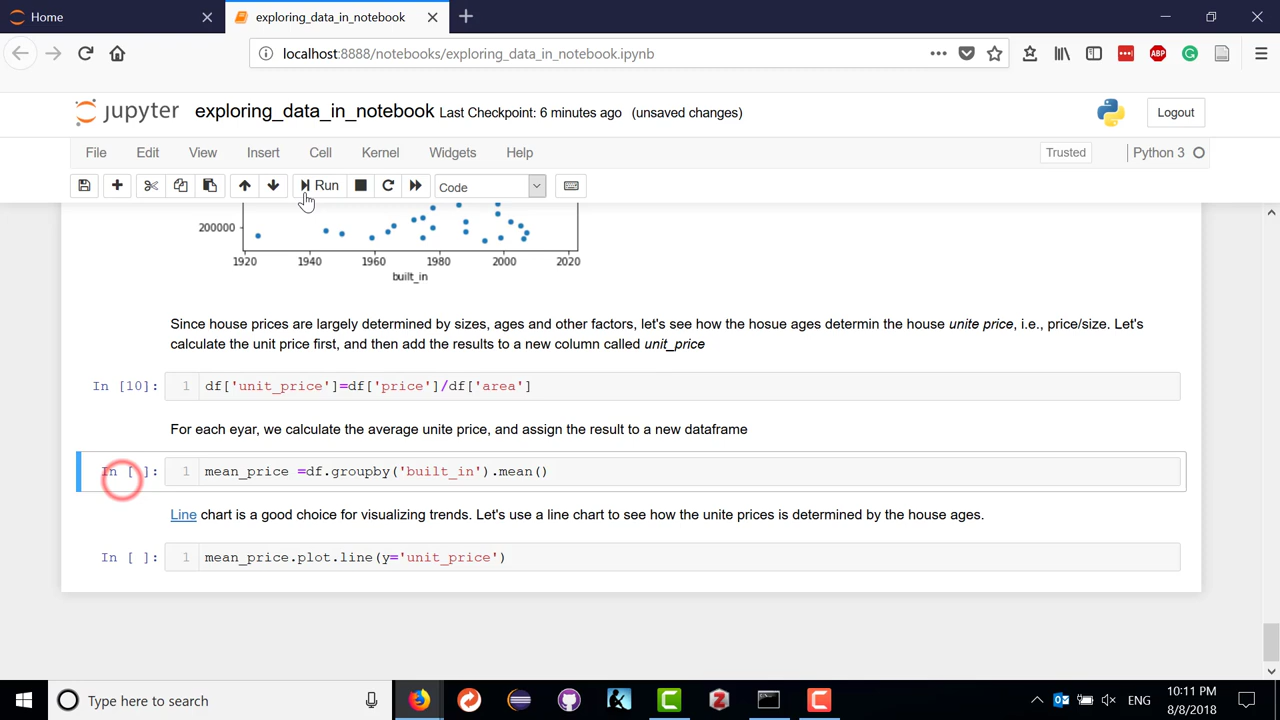 Home
exploring_data_in_notebook
localhost:8888/notebooks/exploring_data_in_notebook.ipynb
ABP
jupyter exploring_data_in_notebook Last Checkpoint: 6 minutes ago (unsaved changes)
Logout
File Edit View Insert Cell Kernel Widgets Help
Trusted
Python 3
Run
Code
200000
1920 1940 1960 1980 2000 2020
built_in
Since house prices are largely determined by sizes, ages and other factors, let's see how the hosue ages determin the house unite price, i.e., price/size. Let's
calculate the unit price first, and then add the results to a new column called unit_price
In [10]: 1 df['unit_price']=df['price']/df['area']
For each eyar, we calculate the average unite price, and assign the result to a new dataframe
In [ ]: 1 mean_price =df.groupby('built_in').mean()
Line chart is a good choice for visualizing trends. Let's use a line chart to see how the unite prices is determined by the house ages.
In [ ]: 1 mean_price.plot.line(y='unit_price')
Type here to search
ENG
10:11 PM
8/8/2018